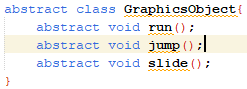 abstract class GraphicsObject{
    abstract void run();
    abstract void jump();
    abstract void slide();
}